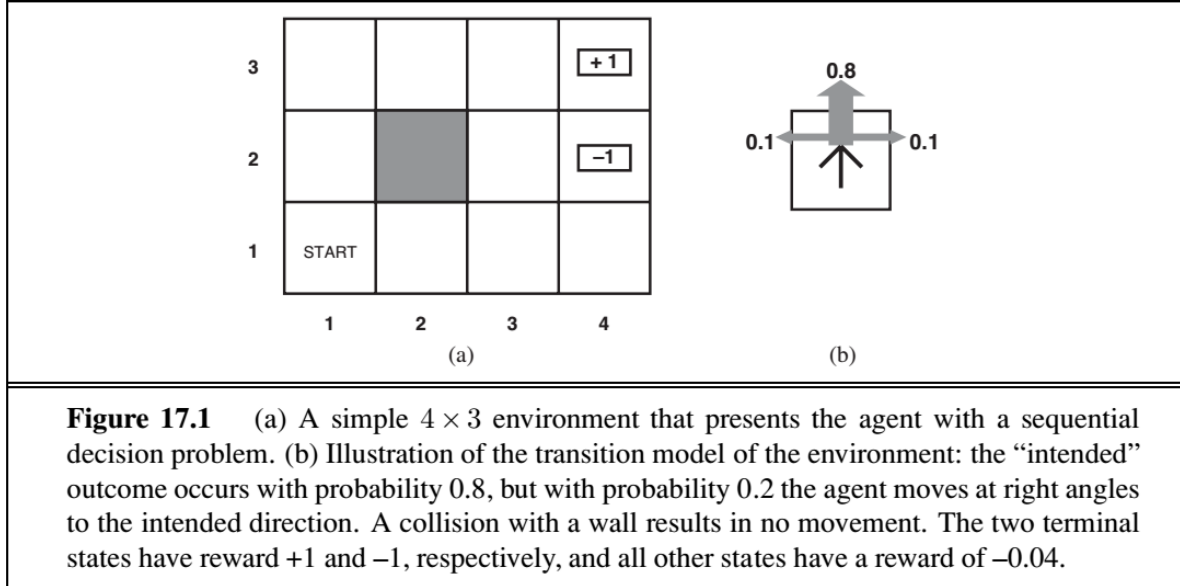 3
+ 1
0.8
2
–1
0.1
0.1
1
START
1 2 3 4
(a)
(b)
Figure 17.1 (a) A simple 4 × 3 environment that presents the agent with a sequential
decision problem. (b) Illustration of the transition model of the environment: the “intended”
outcome occurs with probability 0.8, but with probability 0.2 the agent moves at right angles
to the intended direction. A collision with a wall results in no movement. The two terminal
states have reward +1 and –1, respectively, and all other states have a reward of –0.04.